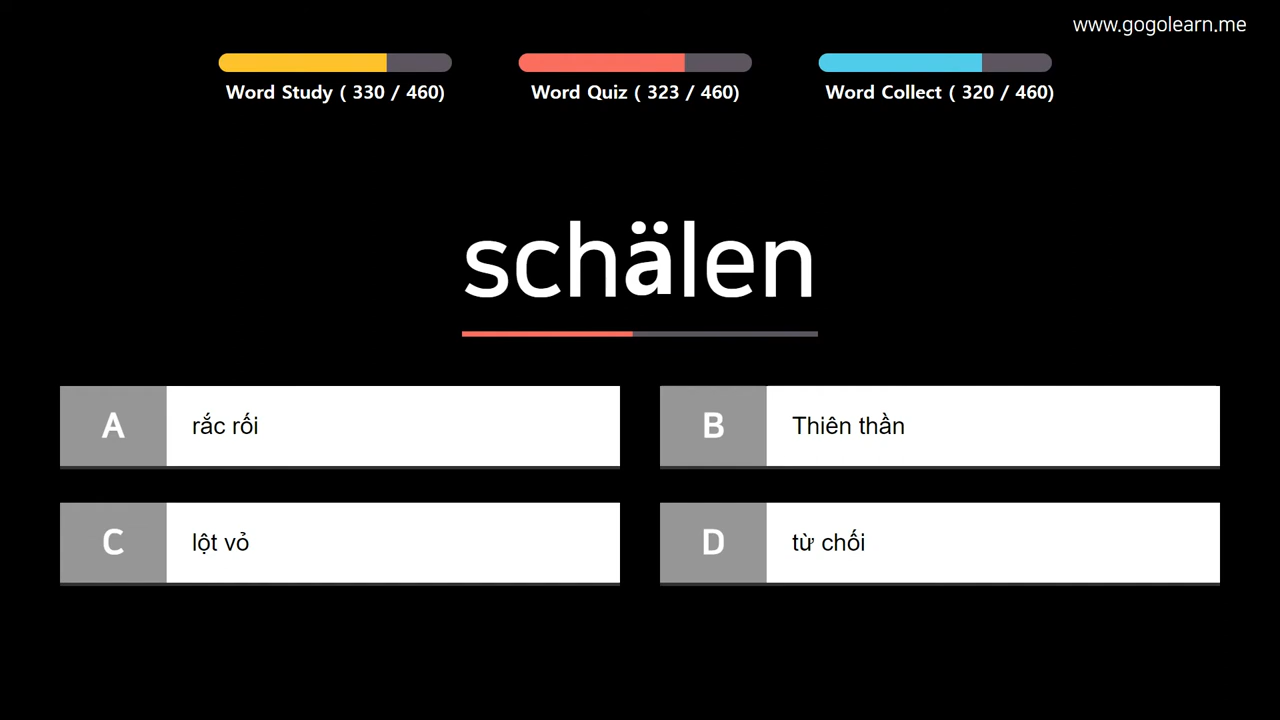 www.gogolearn.me
Word Study ( 330 / 460)
Word Quiz ( 323 / 460)
Word Collect ( 320 / 460)
schälen
A
rắc rối
B
Thiên thần
C
lột vỏ
D
từ chối